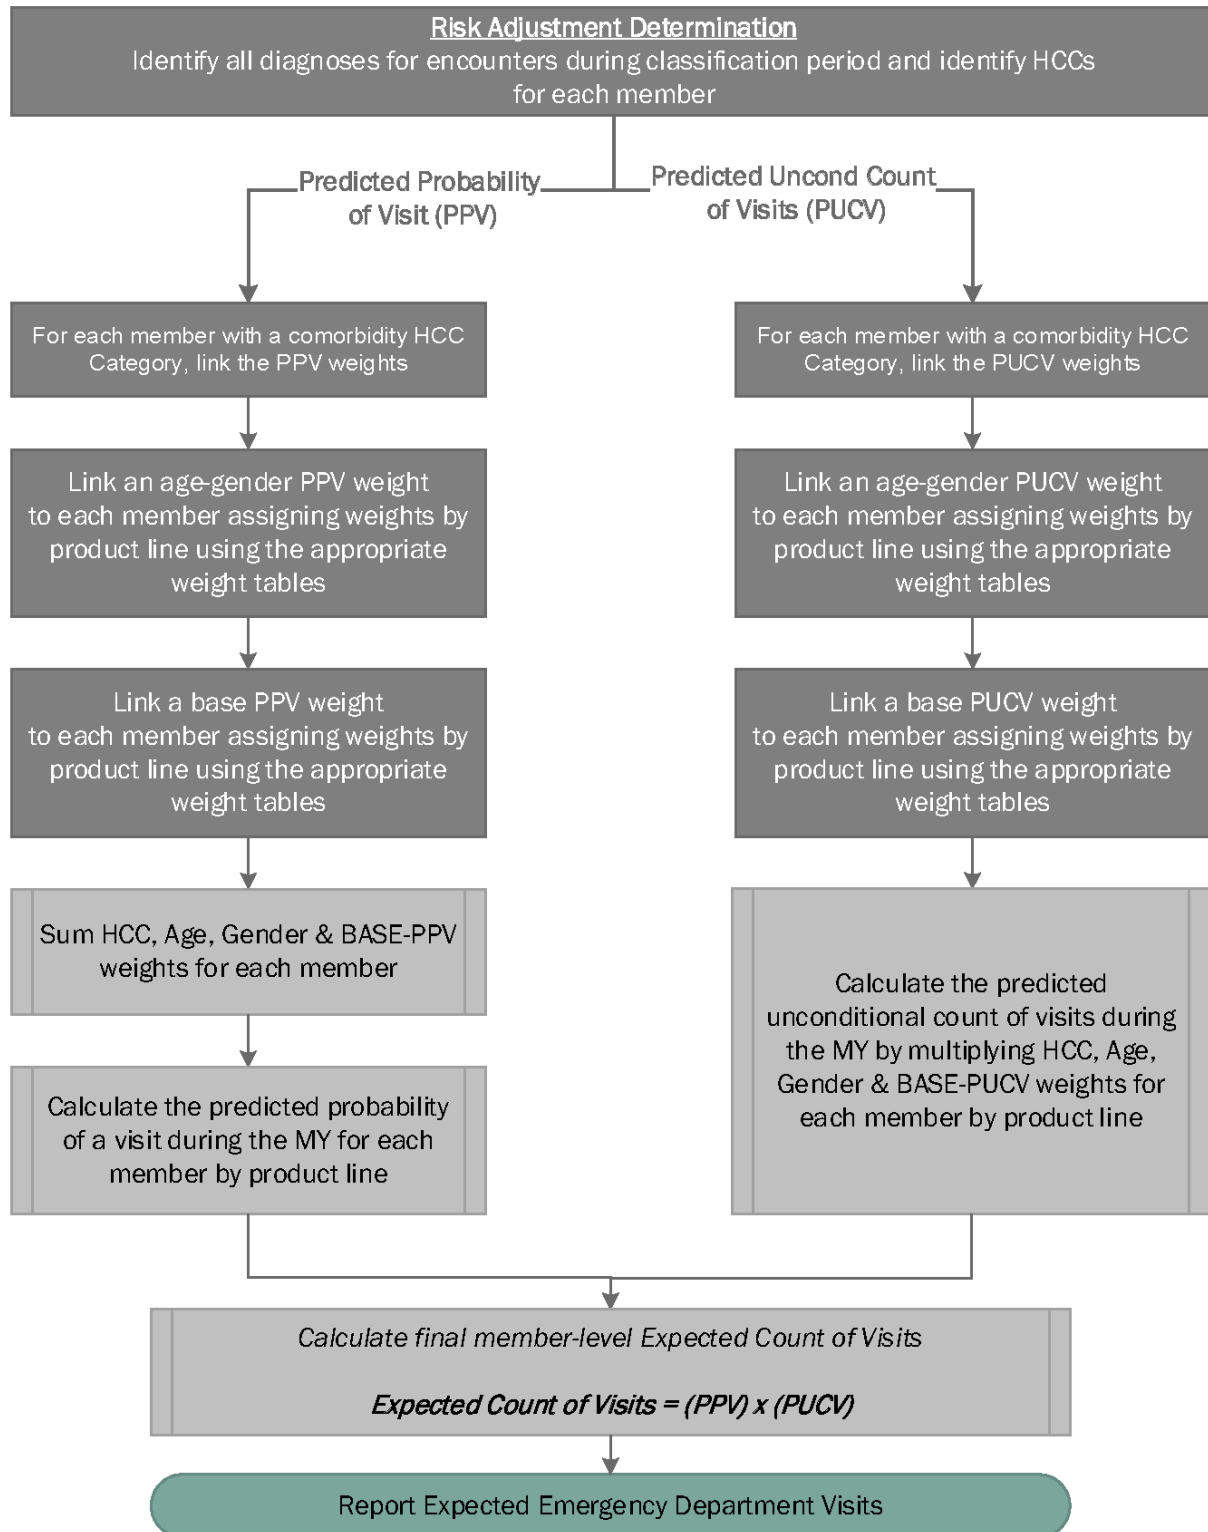 Risk Adjustment Determination
Identify all diagnoses for encounters during classification period and identify HCCs
for each member
Predicted Probability
of Visit (PPV)
Predicted Uncond Count
of Visits (PUCV)
For each member with a comorbidity HCC
Category, link the PPV weights
For each member with a comorbidity HCC
Category, link the PUCV weights
Link an age-gender PPV weight
to each member assigning weights by
product line using the appropriate
weight tables
Link an age-gender PUCV weight
to each member assigning weights by
product line using the appropriate
weight tables
Link a base PPV weight
to each member assigning weights by
product line using the appropriate
weight tables
Link a base PUCV weight
to each member assigning weights by
product line using the appropriate
weight tables
Sum HCC, Age, Gender & BASE-PPV
weights for each member
Calculate the predicted probability
of a visit during the MY for each
member by product line
Calculate the predicted
unconditional count of visits during
the MY by multiplying HCC, Age,
Gender & BASE-PUCV weights for
each member by product line
Calculate final member-level Expected Count of Visits
Expected Count of Visits = (PPV) x (PUCV)
Report Expected Emergency Department Visits